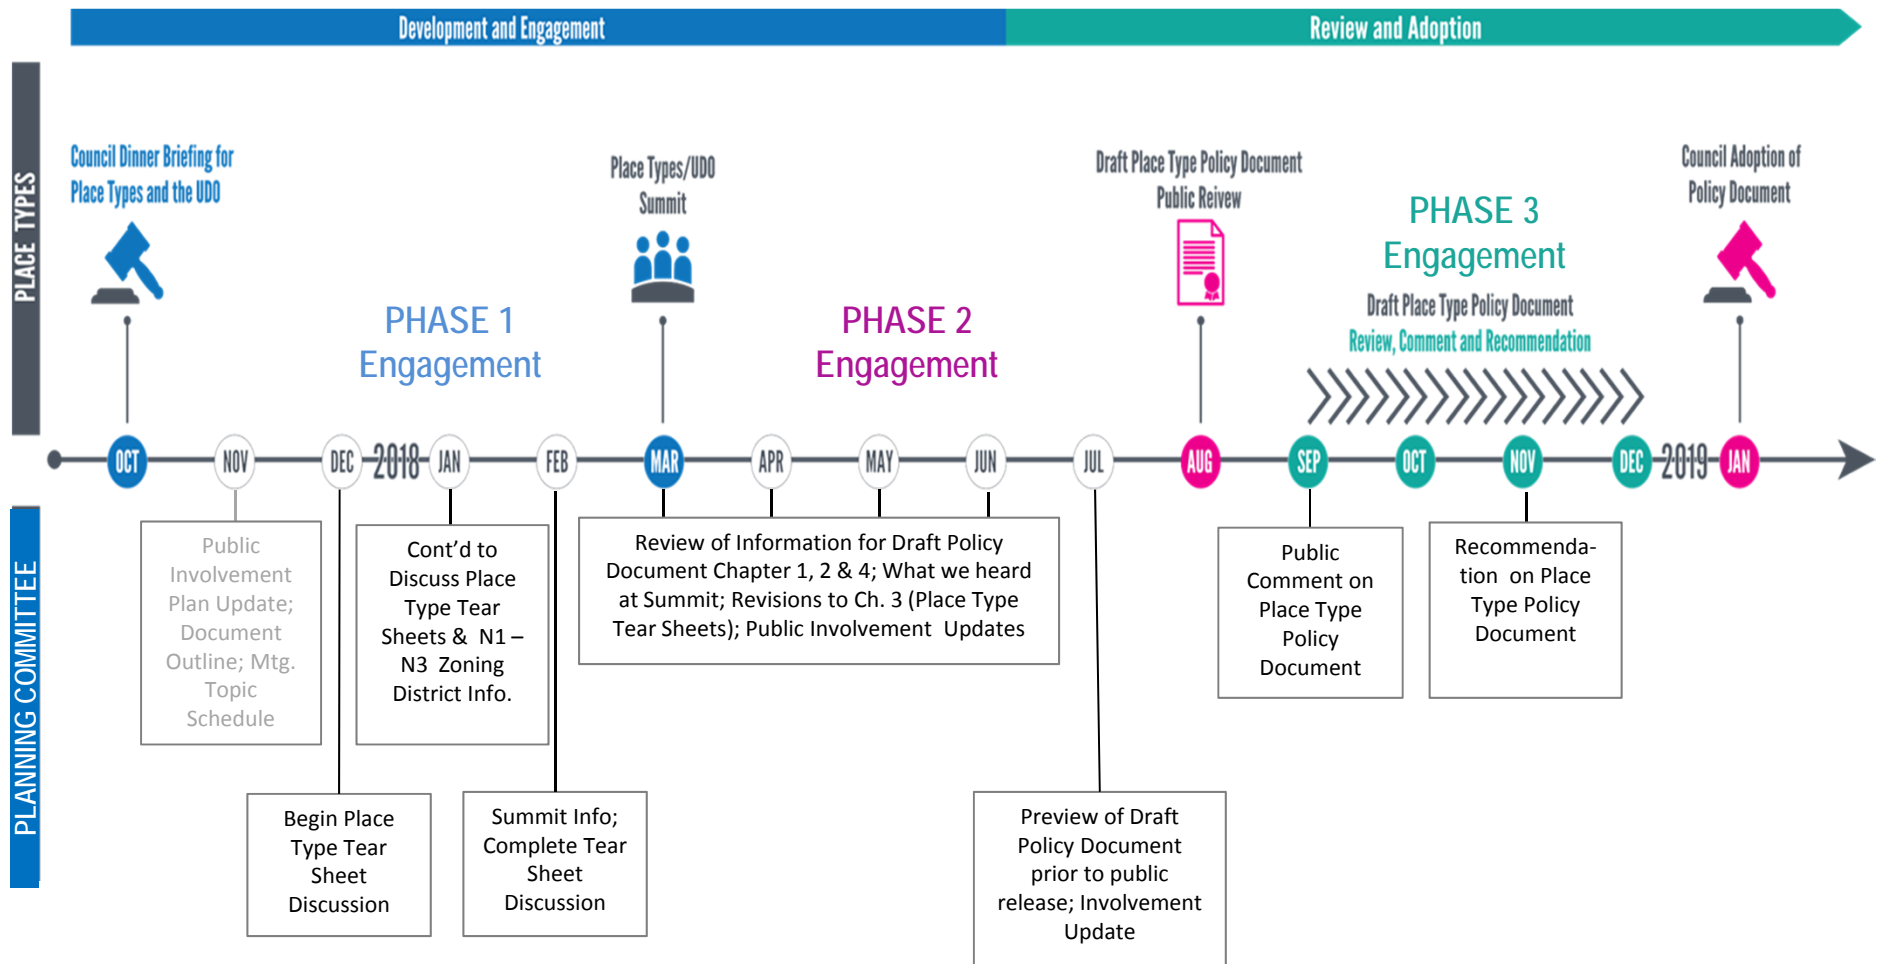 Development and Engagement
Review and Adoption
PLACE TYPES
Council Dinner Briefing for
Place Types and the UDO
Place Types/UDO
Summit
Draft Place Type Policy Document
Public Reivew
Council Adoption of
Policy Document
PHASE 1
Engagement
PHASE 2
Engagement
PHASE 3
Engagement
Draft Place Type Policy Document
Review, Comment and Recommendation
OCT NOV DEC 2018 JAN FEB MAR APR MAY JUN JUL AUG SEP OCT NOV DEC 2019 JAN
PLANNING COMMITTEE
Public
Involvement
Plan Update;
Document
Outline; Mtg.
Topic
Schedule
Begin Place
Type Tear
Sheet
Discussion
Cont'd to
Discuss Place
Type Tear
Sheets & N1 –
N3 Zoning
District Info.
Summit Info;
Complete Tear
Sheet
Discussion
Review of Information for Draft Policy
Document Chapter 1, 2 & 4; What we heard
at Summit; Revisions to Ch. 3 (Place Type
Tear Sheets); Public Involvement Updates
Preview of Draft
Policy Document
prior to public
release; Involvement
Update
Public
Comment on
Place Type
Policy
Document
Recommenda-
tion on Place
Type Policy
Document